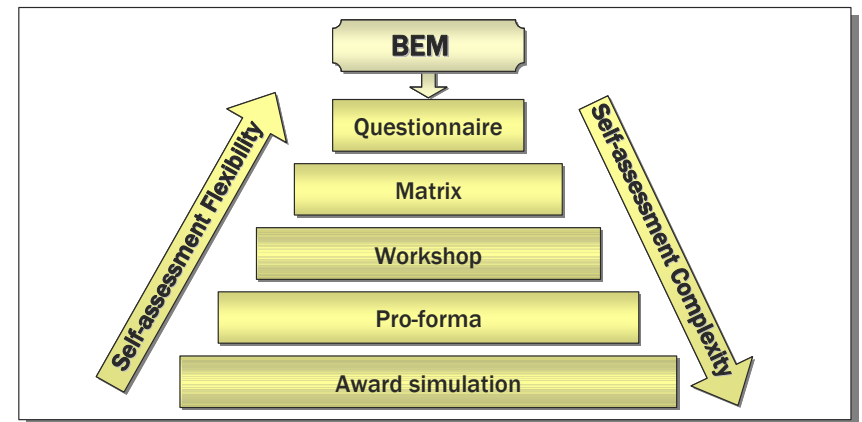 BEM
Questionnaire
Matrix
Workshop
Pro-forma
Award simulation
Self-assessment Flexibility
Self-assessment Complexity